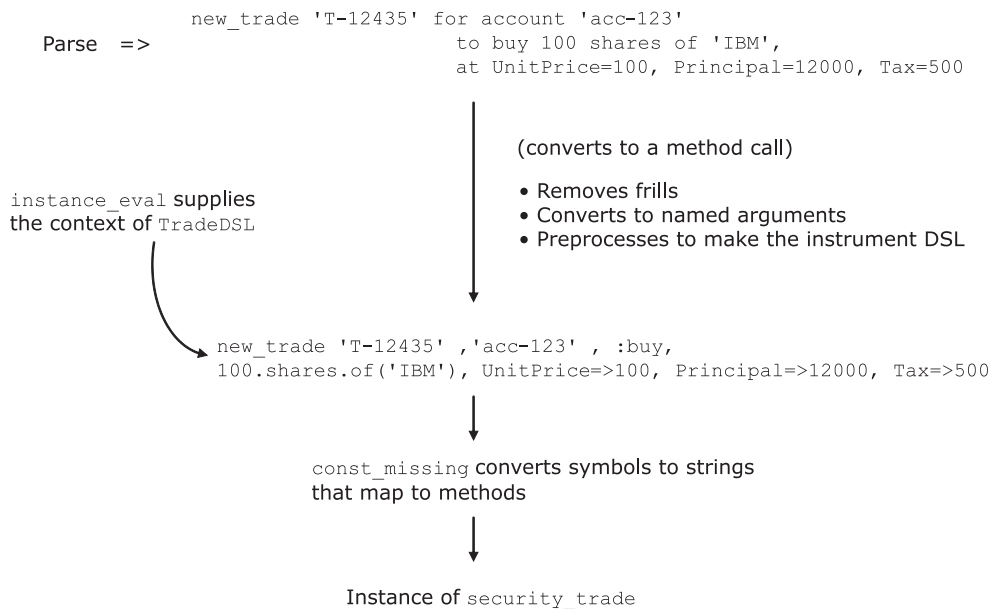 new_trade 'T-12435' for account 'acc-123'
Parse => to buy 100 shares of 'IBM',
at UnitPrice=100, Principal=12000, Tax=500
(converts to a method call)
• Removes frills
• Converts to named arguments
• Preprocesses to make the instrument DSL
instance_eval supplies
the context of TradeDSL
new_trade 'T-12435' ,'acc-123' , :buy,
100.shares.of('IBM'), UnitPrice=>100, Principal=>12000, Tax=>500
const_missing converts symbols to strings
that map to methods
Instance of security_trade